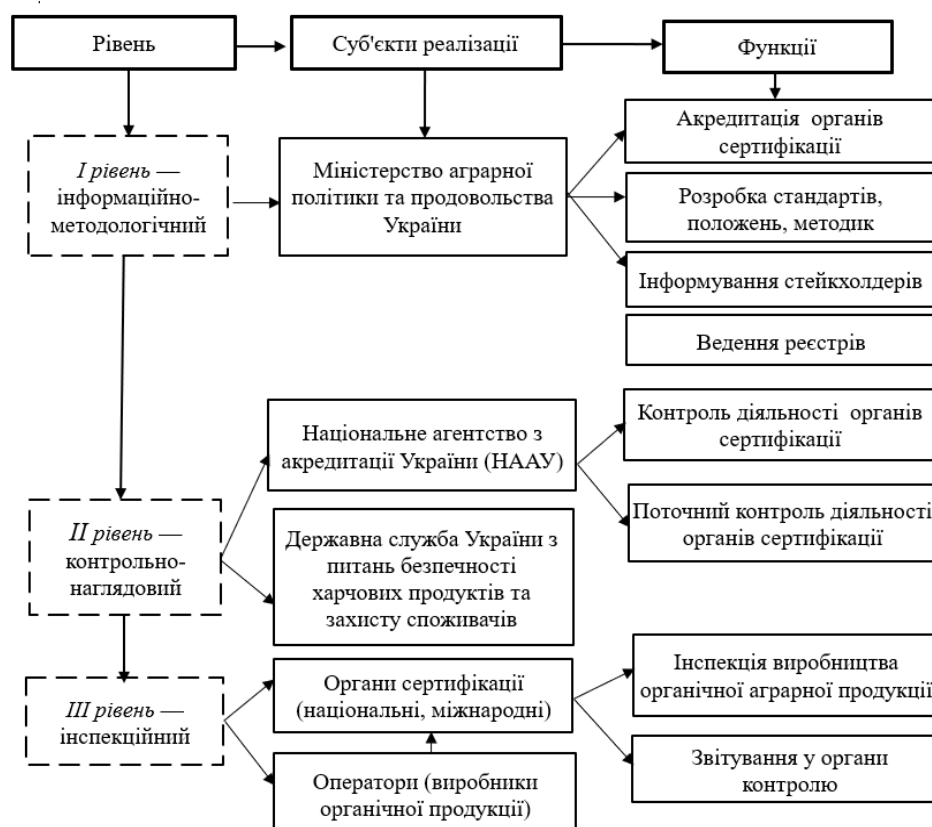 Рівень
Суб'єкти реалізації
Функції
I рівень —
інформаційно-
методологічний
Міністерство аграрної
політики та продовольства
України
Акредитація органів
сертифікації
Розробка стандартів,
положень, методик
Інформування стейкхолдерів
Ведення реєстрів
II рівень —
контрольно-
наглядовий
Національне агентство з
акредитації України (НААУ)
Державна служба України з
питань безпечності
харчових продуктів та
захисту споживачів
Контроль діяльності органів
сертифікації
Поточний контроль діяльності
органів сертифікації
III рівень —
інспекційний
Органи сертифікації
(національні, міжнародні)
Оператори (виробники
органічної продукції)
Інспекція виробництва
органічної аграрної продукції
Звітування у органи
контролю